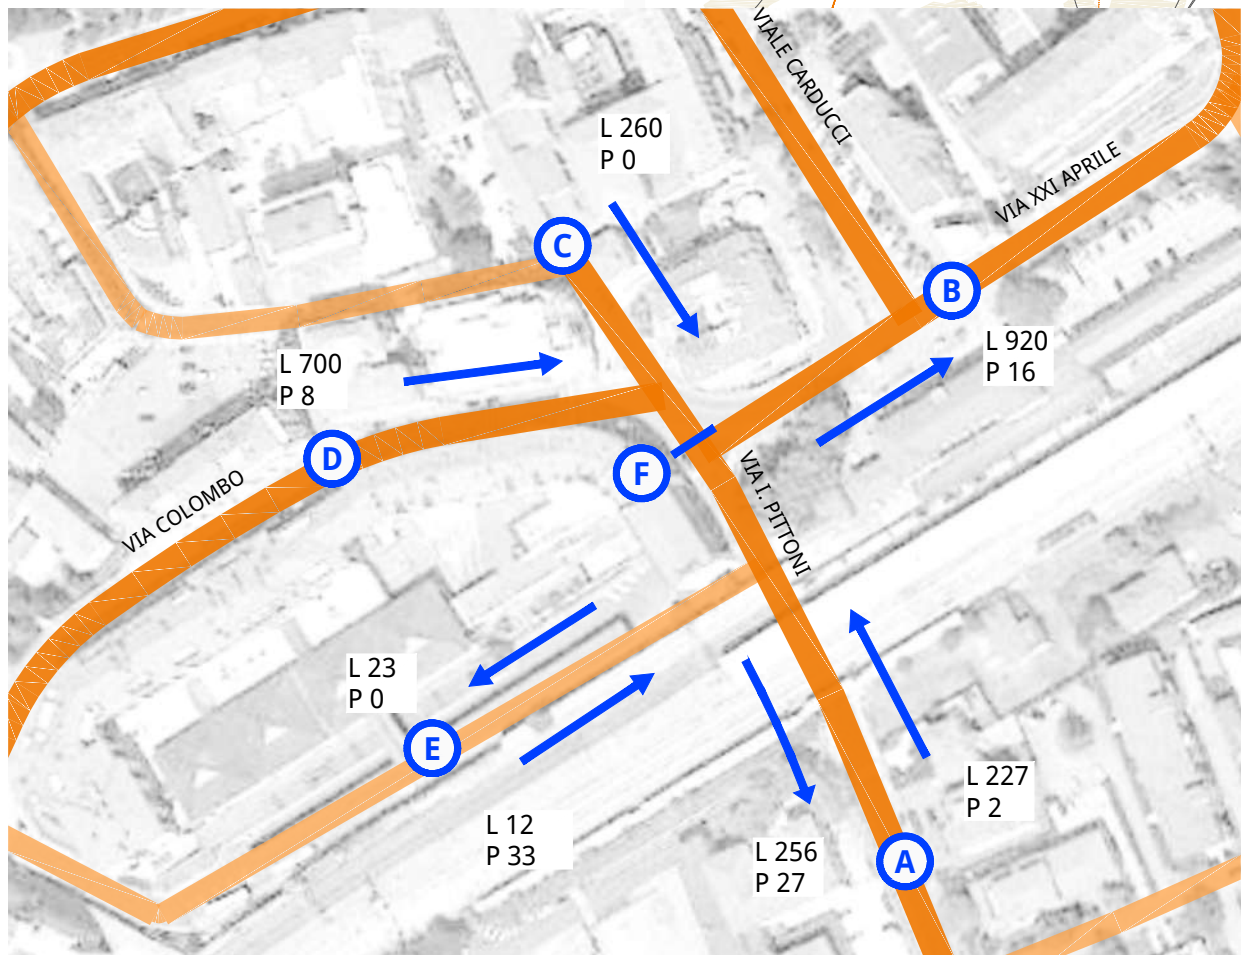 VIALE CARDUCCI
L 260
P 0
VIA XXI APRILE
C
B
L 920
P 16
L 700
P 8
D
F
VIA I. PITTONI
VIA COLOMBO
L 23
P 0
E
L 227
P 2
L 12
P 33
L 256
P 27
A